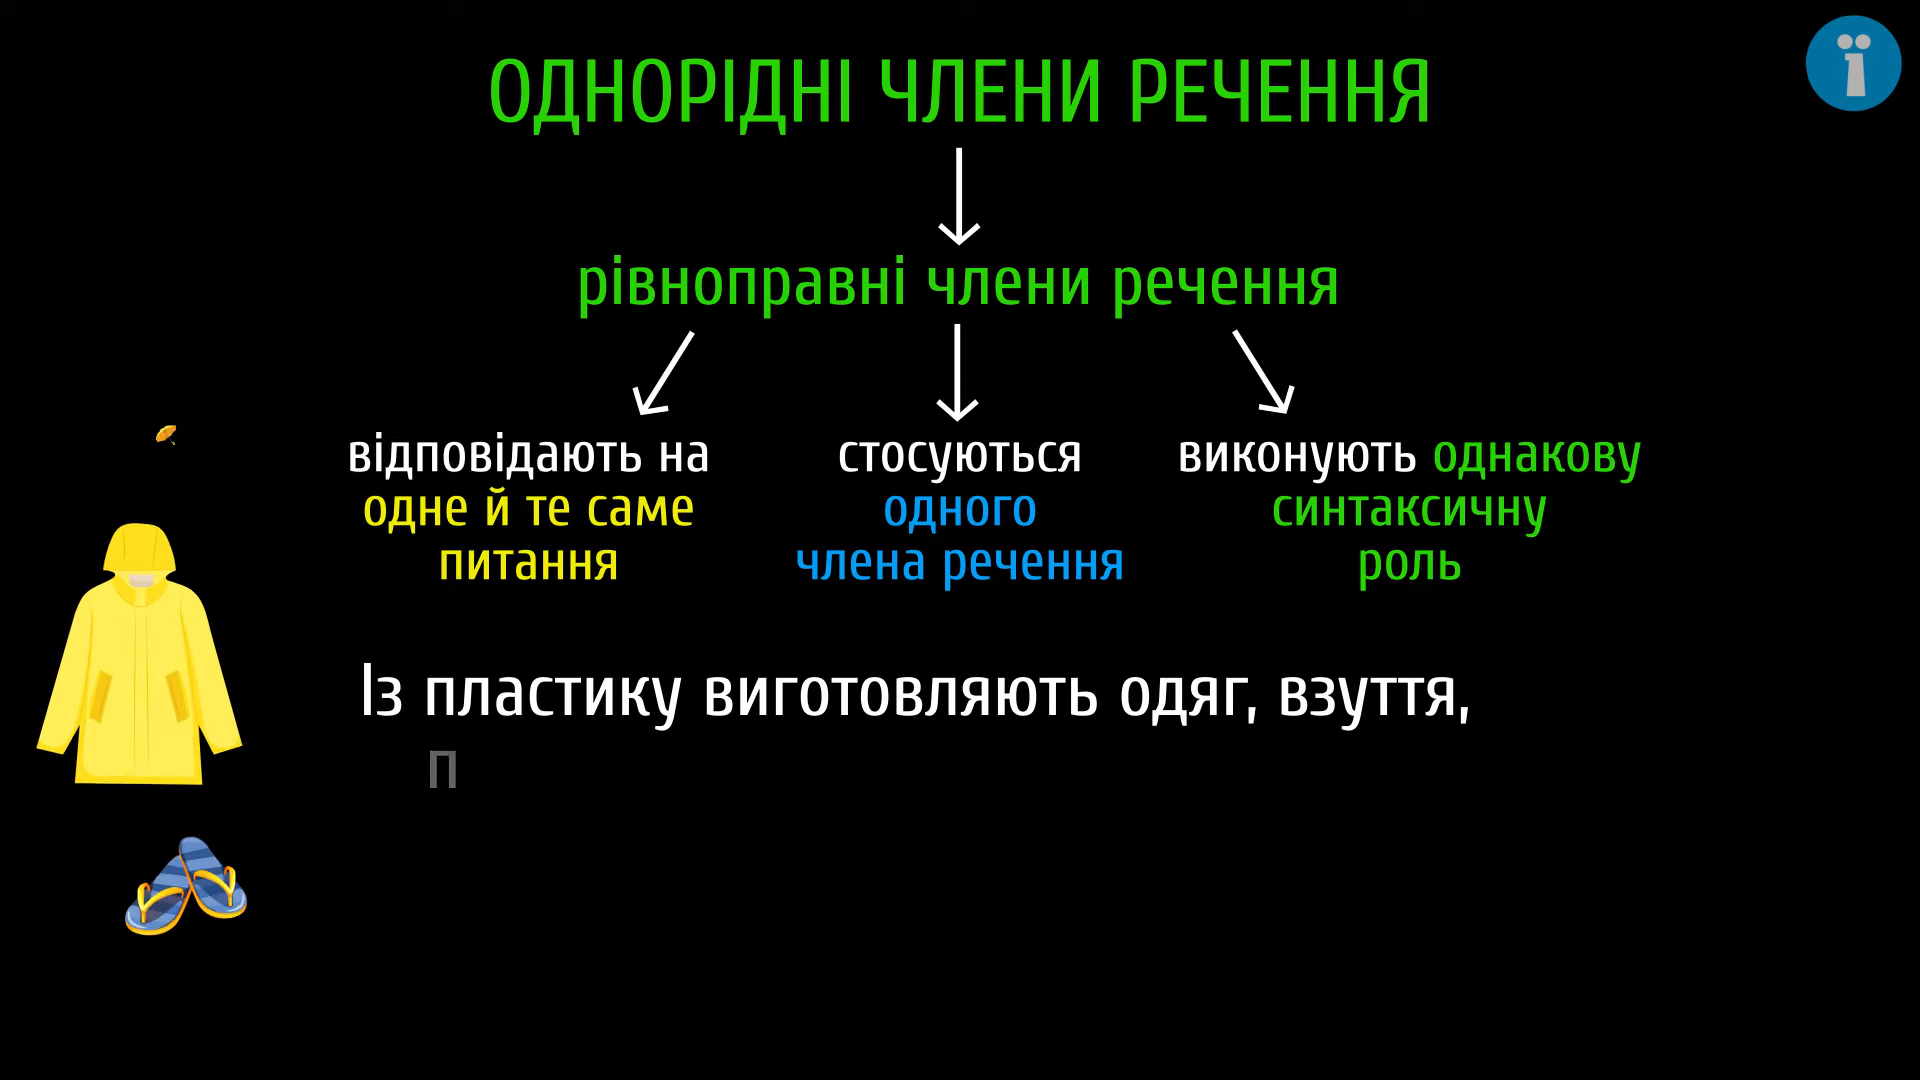 ОДНОРІДНІ ЧЛЕНИ РЕЧЕННЯ
рівноправні члени речення
відповідають на
одне й те саме
питання
стосуються
одного
члена речення
виконують однакову
синтаксичну
роль
Із пластику виготовляють одяг, взуття,
п
ї